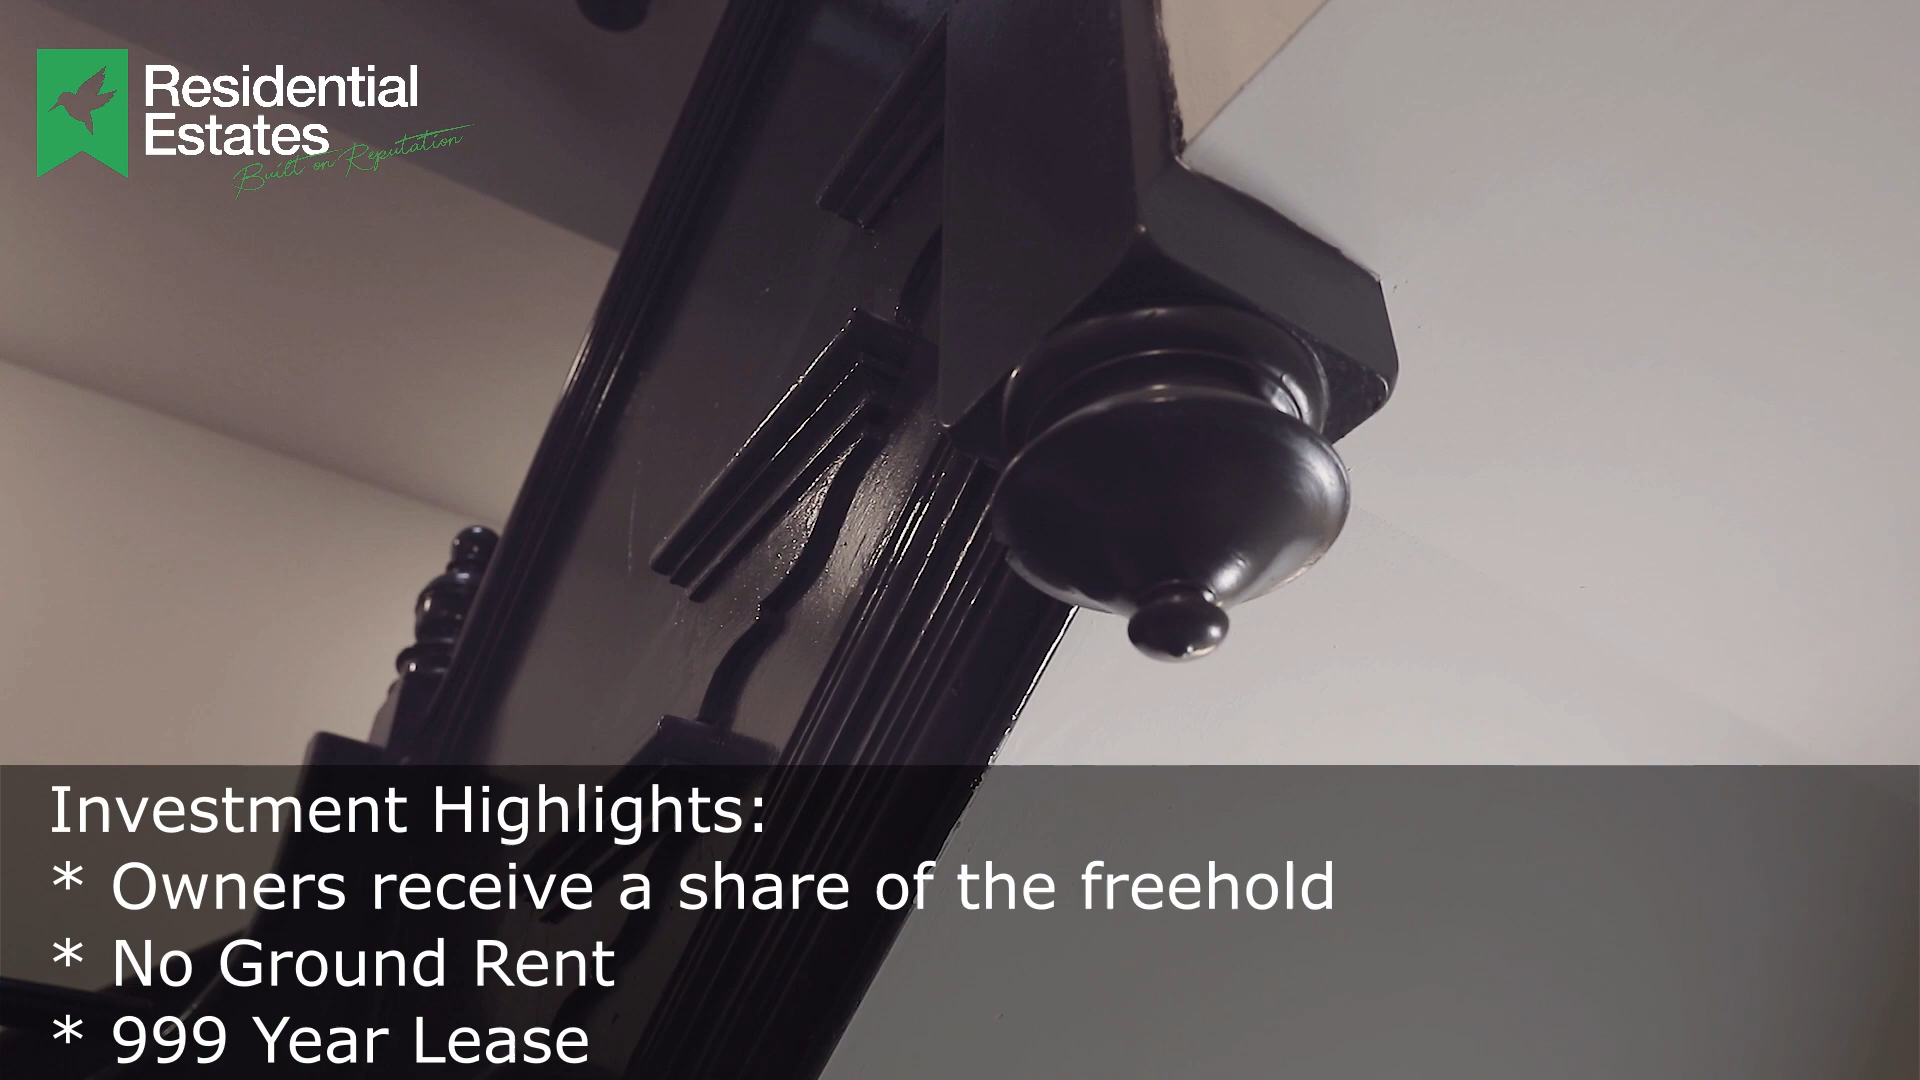 Residential
Estates
Built on Reputation
Investment Highlights:
* Owners receive a share of the freehold
* No Ground Rent
* 999 Year Lease